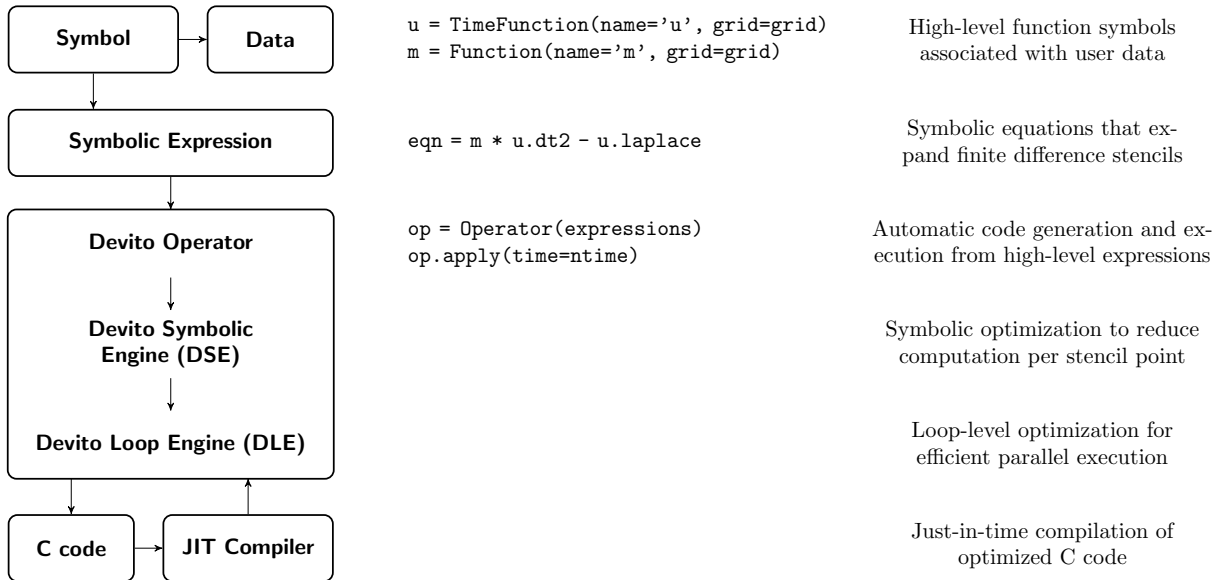 Symbol
Data
u = TimeFunction(name=’u’, grid=grid)
m = Function(name=’m’, grid=grid)
High-level function symbols
associated with user data
Symbolic Expression
eqn = m * u.dt2 - u.laplace
Symbolic equations that ex-
pand finite difference stencils
Devito Operator
op = Operator(expressions)
op.apply(time=ntime)
Automatic code generation and ex-
ecution from high-level expressions
Devito Symbolic
Engine (DSE)
Symbolic optimization to reduce
computation per stencil point
Devito Loop Engine (DLE)
Loop-level optimization for
efficient parallel execution
C code
JIT Compiler
Just-in-time compilation of
optimized C code